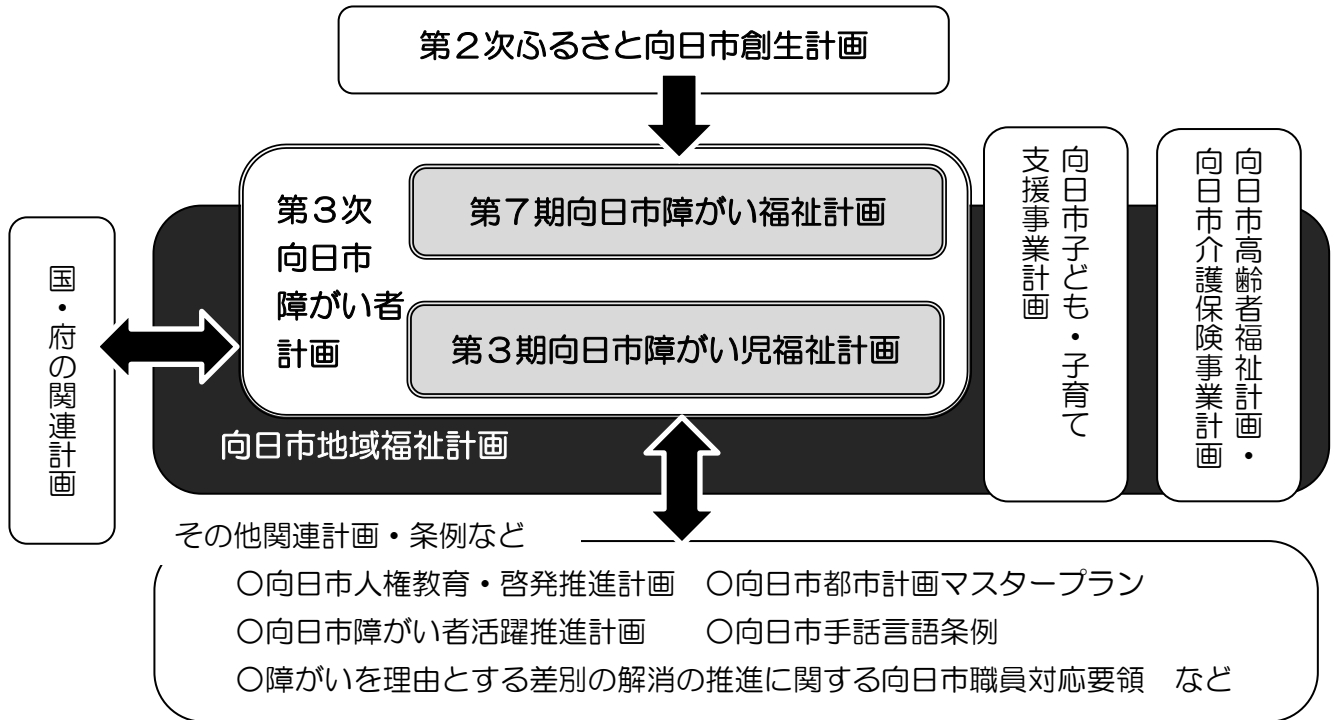 第２次ふるさと向日市創生計画
第３次
向日市
障がい者
計画
第７期向日市障がい福祉計画
第３期向日市障がい児福祉計画
向日市子ども・子育て
支援事業計画
向日市高齢者福祉計画・
向日市介護保険事業計画
国・府の関連計画
向日市地域福祉計画
その他関連計画・条例など
〇向日市人権教育・啓発推進計画　〇向日市都市計画マスタープラン
〇向日市障がい者活躍推進計画　〇向日市手話言語条例
〇障がいを理由とする差別の解消の推進に関する向日市職員対応要領　など